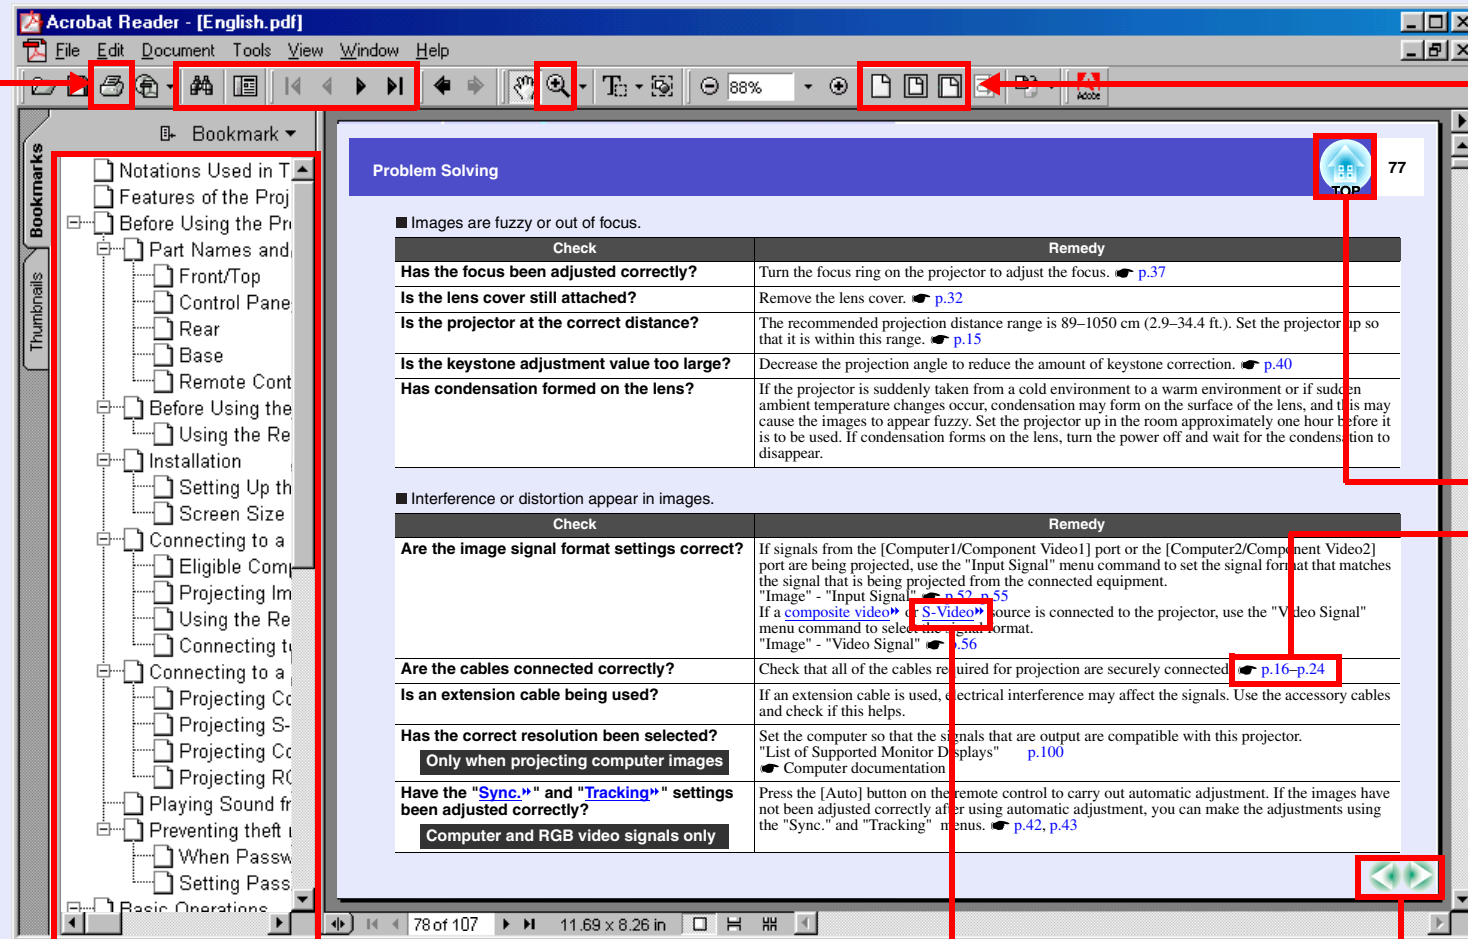 Acrobat Reader - [English.pdf]
File Edit Document Tools View Window Help
88%
Adobe
Bookmarks
Thumbnails
Bookmark
Notations Used in T
Features of the Proj
Before Using the Pr
Part Names and
Front/Top
Control Pane
Rear
Base
Remote Cont
Before Using the
Using the Re
Installation
Setting Up th
Screen Size
Connecting to a
Eligible Comp
Projecting Im
Using the Re
Connecting t
Connecting to a
Projecting Co
Projecting S-
Projecting Co
Projecting RG
Playing Sound fr
Preventing theft
When Passw
Setting Pass
Basic Operations
Problem Solving
TOP
77
■ Images are fuzzy or out of focus.
Check Remedy
Has the focus been adjusted correctly? Turn the focus ring on the projector to adjust the focus. ☛ p.37
Is the lens cover still attached? Remove the lens cover. ☛ p.32
Is the projector at the correct distance? The recommended projection distance range is 89–1050 cm (2.9–34.4 ft.). Set the projector up so
that it is within this range. ☛ p.15
Is the keystone adjustment value too large? Decrease the projection angle to reduce the amount of keystone correction. ☛ p.40
Has condensation formed on the lens? If the projector is suddenly taken from a cold environment to a warm environment or if sudden
ambient temperature changes occur, condensation may form on the surface of the lens, and this may
cause the images to appear fuzzy. Set the projector up in the room approximately one hour before it
is to be used. If condensation forms on the lens, turn the power off and wait for the condensation to
disappear.
■ Interference or distortion appear in images.
Check Remedy
Are the image signal format settings correct? If signals from the [Computer1/Component Video1] port or the [Computer2/Component Video2]
port are being projected, use the "Input Signal" menu command to set the signal format that matches
the signal that is being projected from the connected equipment.
"Image" - "Input Signal" ☛ p.52, p.55
If a composite video or S-Video source is connected to the projector, use the "Video Signal"
menu command to select the signal format.
"Image" - "Video Signal" ☛ p.56
Are the cables connected correctly? Check that all of the cables required for projection are securely connected. ☛ p.16–p.24
Is an extension cable being used? If an extension cable is used, electrical interference may affect the signals. Use the accessory cables
and check if this helps.
Has the correct resolution been selected? Set the computer so that the signals that are output are compatible with this projector.
Only when projecting computer images "List of Supported Monitor Displays" p.100
☛ Computer documentation
Have the "Sync." and "Tracking" settings Press the [Auto] button on the remote control to carry out automatic adjustment. If the images have
been adjusted correctly? not been adjusted correctly after using automatic adjustment, you can make the adjustments using
Computer and RGB video signals only the "Sync." and "Tracking" menus. ☛ p.42, p.43
78 of 107 11.69 x 8.26 in